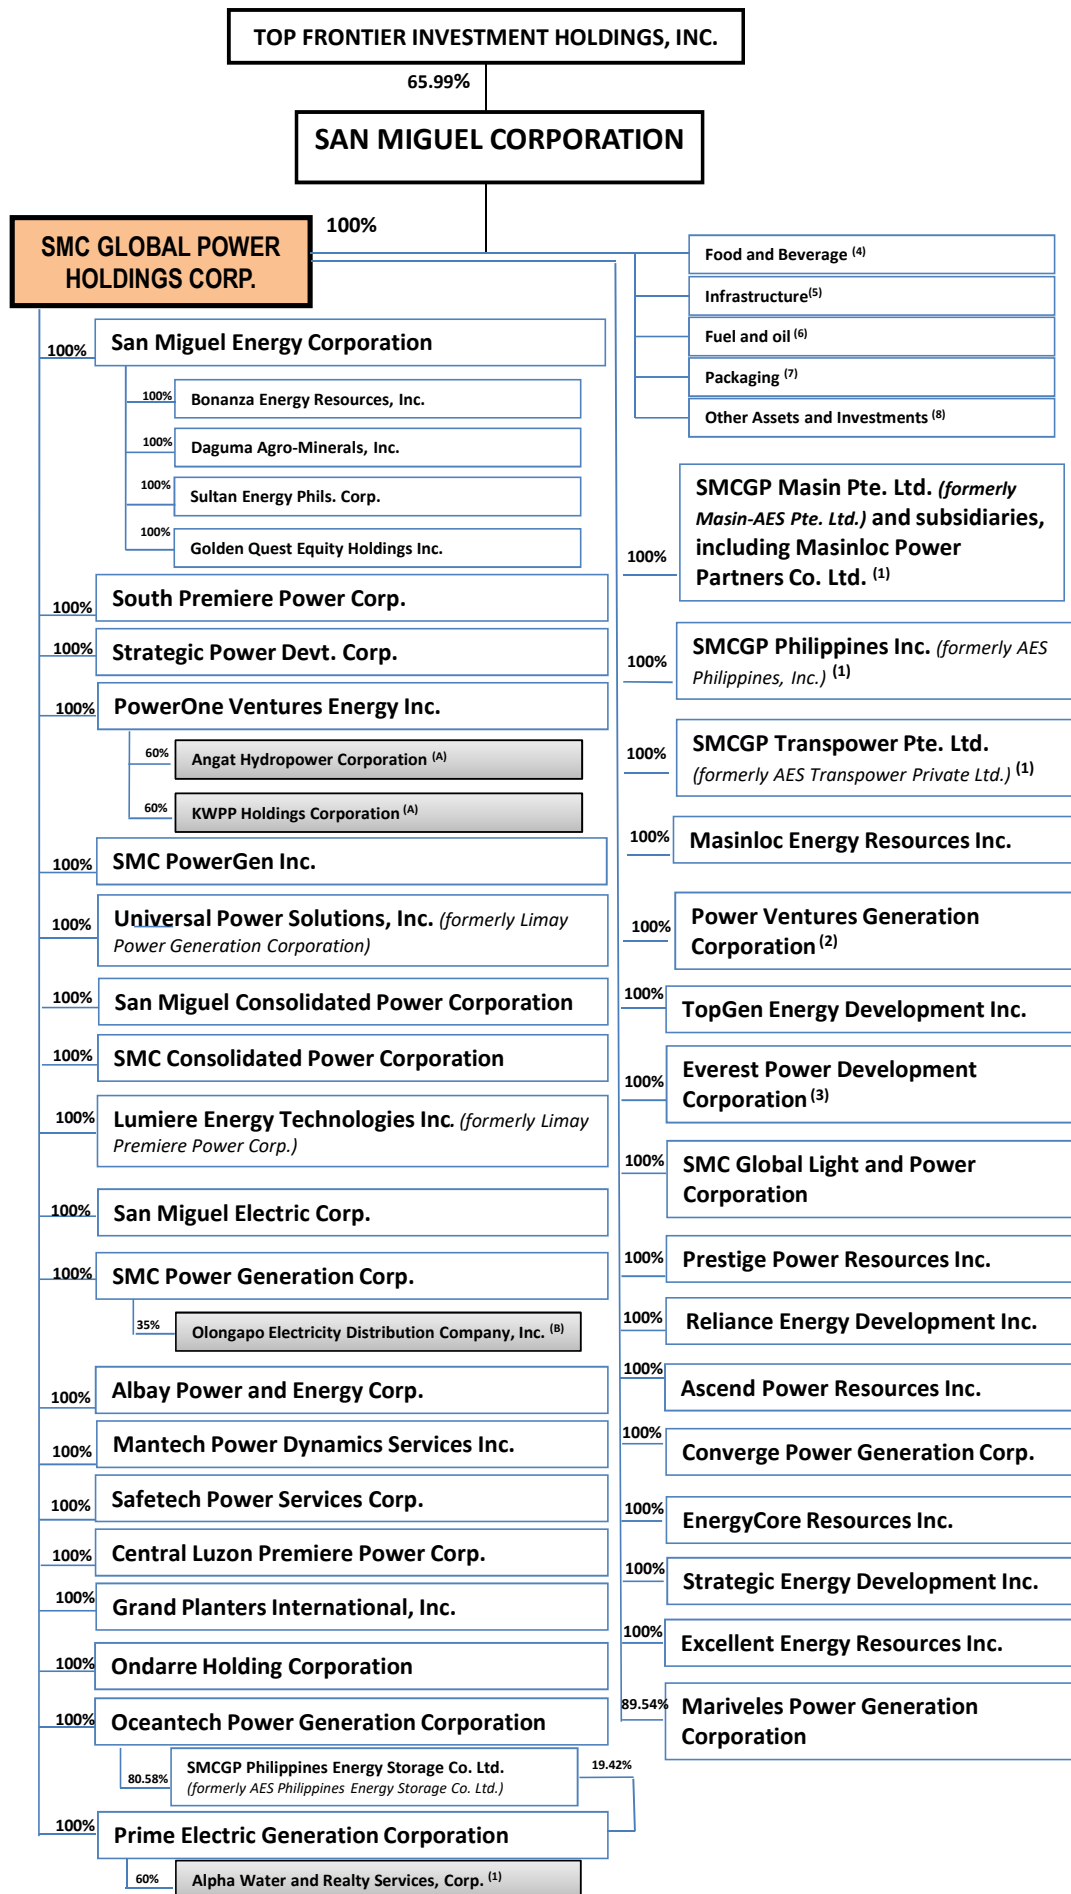 TOP FRONTIER INVESTMENT HOLDINGS, INC.
65.99%
SAN MIGUEL CORPORATION
100%
SMC GLOBAL POWER
HOLDINGS CORP.
Food and Beverage (4)
Infrastructure(5)
Fuel and oil (6)
Packaging (7)
Other Assets and Investments (8)
100%
San Miguel Energy Corporation
100%
Bonanza Energy Resources, Inc.
100%
Daguma Agro-Minerals, Inc.
100%
Sultan Energy Phils. Corp.
100%
Golden Quest Equity Holdings Inc.
100%
South Premiere Power Corp.
100%
Strategic Power Devt. Corp.
100%
PowerOne Ventures Energy Inc.
60%
Angat Hydropower Corporation (A)
60%
KWPP Holdings Corporation (A)
100%
SMC PowerGen Inc.
100%
Universal Power Solutions, Inc. (formerly Limay
Power Generation Corporation)
100%
San Miguel Consolidated Power Corporation
100%
SMC Consolidated Power Corporation
100%
Lumiere Energy Technologies Inc. (formerly Limay
Premiere Power Corp.)
100%
San Miguel Electric Corp.
100%
SMC Power Generation Corp.
35%
Olongapo Electricity Distribution Company, Inc. (B)
100%
Albay Power and Energy Corp.
100%
Mantech Power Dynamics Services Inc.
100%
Safetech Power Services Corp.
100%
Central Luzon Premiere Power Corp.
100%
Grand Planters International, Inc.
100%
Ondarre Holding Corporation
100%
Oceantech Power Generation Corporation
80.58%
SMCGP Philippines Energy Storage Co. Ltd.
(formerly AES Philippines Energy Storage Co. Ltd.)
19.42%
100%
Prime Electric Generation Corporation
60%
Alpha Water and Realty Services, Corp. (1)
100%
SMCGP Masin Pte. Ltd. (formerly
Masin-AES Pte. Ltd.) and subsidiaries,
including Masinloc Power
Partners Co. Ltd. (1)
100%
SMCGP Philippines Inc. (formerly AES
Philippines, Inc.) (1)
100%
SMCGP Transpower Pte. Ltd.
(formerly AES Transpower Private Ltd.) (1)
100%
Masinloc Energy Resources Inc.
100%
Power Ventures Generation
Corporation (2)
100%
TopGen Energy Development Inc.
100%
Everest Power Development
Corporation (3)
100%
SMC Global Light and Power
Corporation
100%
Prestige Power Resources Inc.
100%
Reliance Energy Development Inc.
100%
Ascend Power Resources Inc.
100%
Converge Power Generation Corp.
100%
EnergyCore Resources Inc.
100%
Strategic Energy Development Inc.
100%
Excellent Energy Resources Inc.
89.54%
Mariveles Power Generation
Corporation